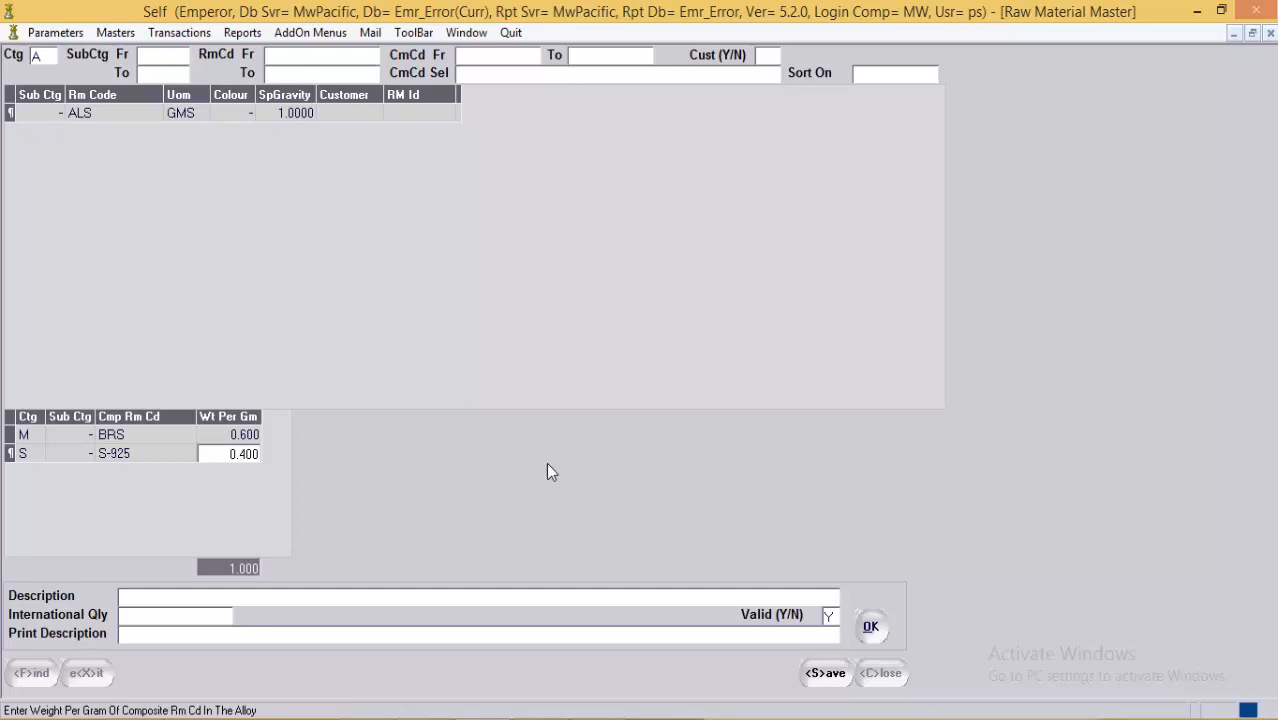 Self (Emperor, Db Svr= MwPacific, Db= Emr_Error(Curr), Rpt Svr= MwPacific, Rpt Db= Emr_Error, Ver= 5.2.0, Login Comp= MW, Usr= ps) - [Raw Material Master]
Parameters Masters Transactions Reports AddOn Menus Mail ToolBar Window Quit
Ctg A SubCtg Fr RmCd Fr CmCd Fr To Cust (Y/N)
To To CmCd Sel Sort On
Sub Ctg Rm Code Uom Colour SpGravity Customer RM Id
- ALS GMS - 1.0000
Ctg Sub Ctg Cmp Rm Cd Wt Per Gm
M - BRS 0.600
S - S-925 0.400
1.000
Description
International Qly Valid (Y/N) Y
Print Description OK
<F>ind e<X>it <S>ave <C>lose
Activate Windows
Go to PC settings to activate Windows.
Enter Weight Per Gram Of Composite Rm Cd In The Alloy